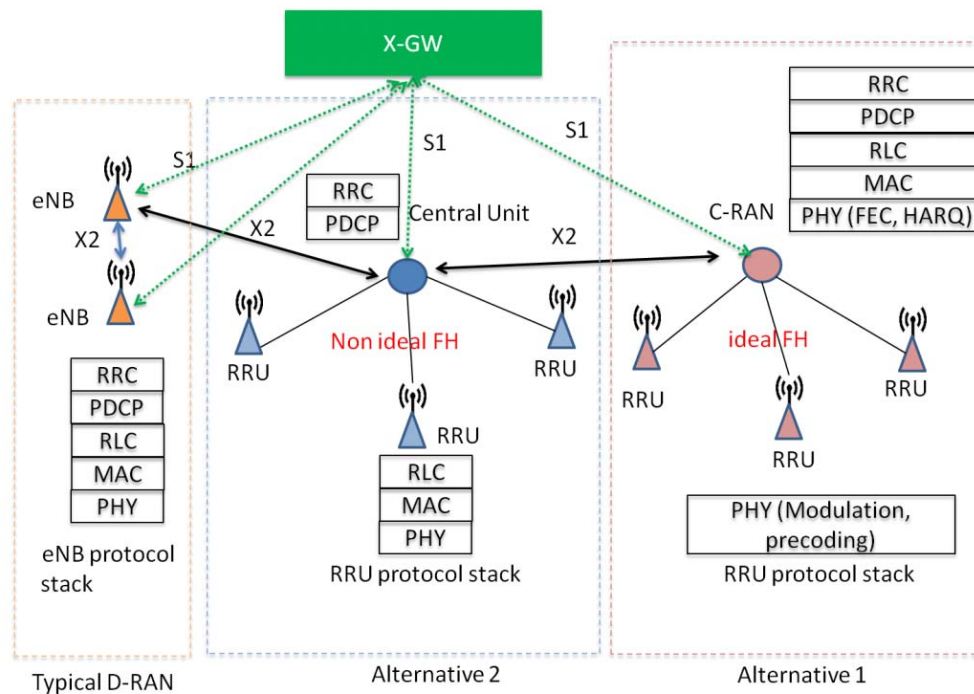 X-GW
S1
eNB
X2
eNB
RRC
PDCP
RLC
MAC
PHY
eNB protocol
stack
Typical D-RAN
S1
RRC
PDCP
Central Unit
X2
RRU
Non ideal FH
RRU
RRU
RLC
MAC
PHY
RRU protocol stack
Alternative 2
S1
RRC
PDCP
RLC
MAC
PHY (FEC, HARQ)
C-RAN
X2
RRU
ideal FH
RRU
RRU
PHY (Modulation,
precoding)
RRU protocol stack
Alternative 1